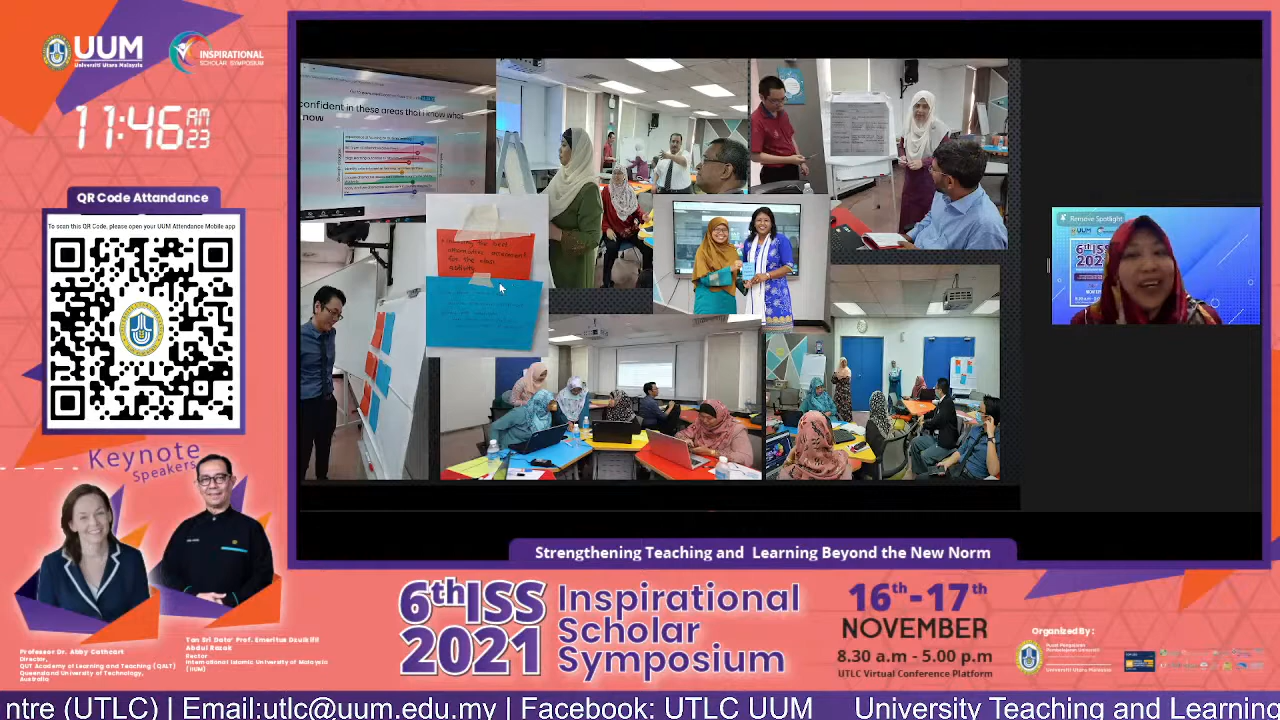 UUM
Universiti Utara Malaysia
INSPIRATIONAL
SCHOLAR SYMPOSIUM
11:46 AM
23
QR Code Attandance
To scan this QR Code, please open your UUM Attendance Mobile app
Keynote
Speakers
Professor Dr. Abby Cathcart
Director,
QUT Academy of Learning and Teaching (QALT)
Queensland University of Technology,
Australia
Tan Sri Dato' Prof. Emeritus Dzulkifli
Abdul Razak
Rector
International Islamic University of Malaysia
(IIUM)
confident in these areas that I know what
know
for the class
activity
Remove Spotlight
Strengthening Teaching and Learning Beyond the New Norm
6th ISS
2021
Inspirational
Scholar
Symposium
16th-17th
NOVEMBER
8.30 a.m - 5.00 p.m
UTLC Virtual Conference Platform
Organized By :
Universiti Utara Malaysia
ntre (UTLC) | Email:utlc@uum.edu.my | Facebook: UTLC UUM University Teaching and Learning